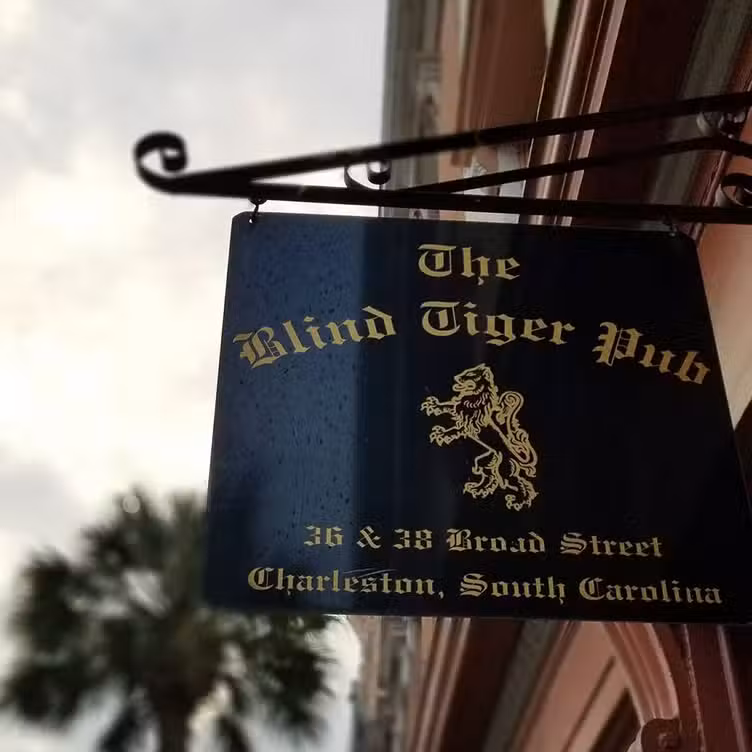 The
Blind Tiger Pub
36 & 38 Broad Street
Charleston, South Carolina